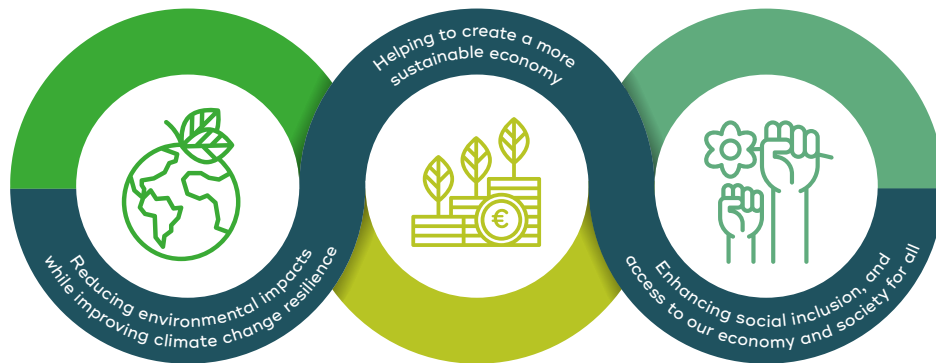 Reducing environmental impacts
while improving climate change resilience
Helping to create a more
sustainable economy
€
Enhancing social inclusion, and
access to our economy and society for all